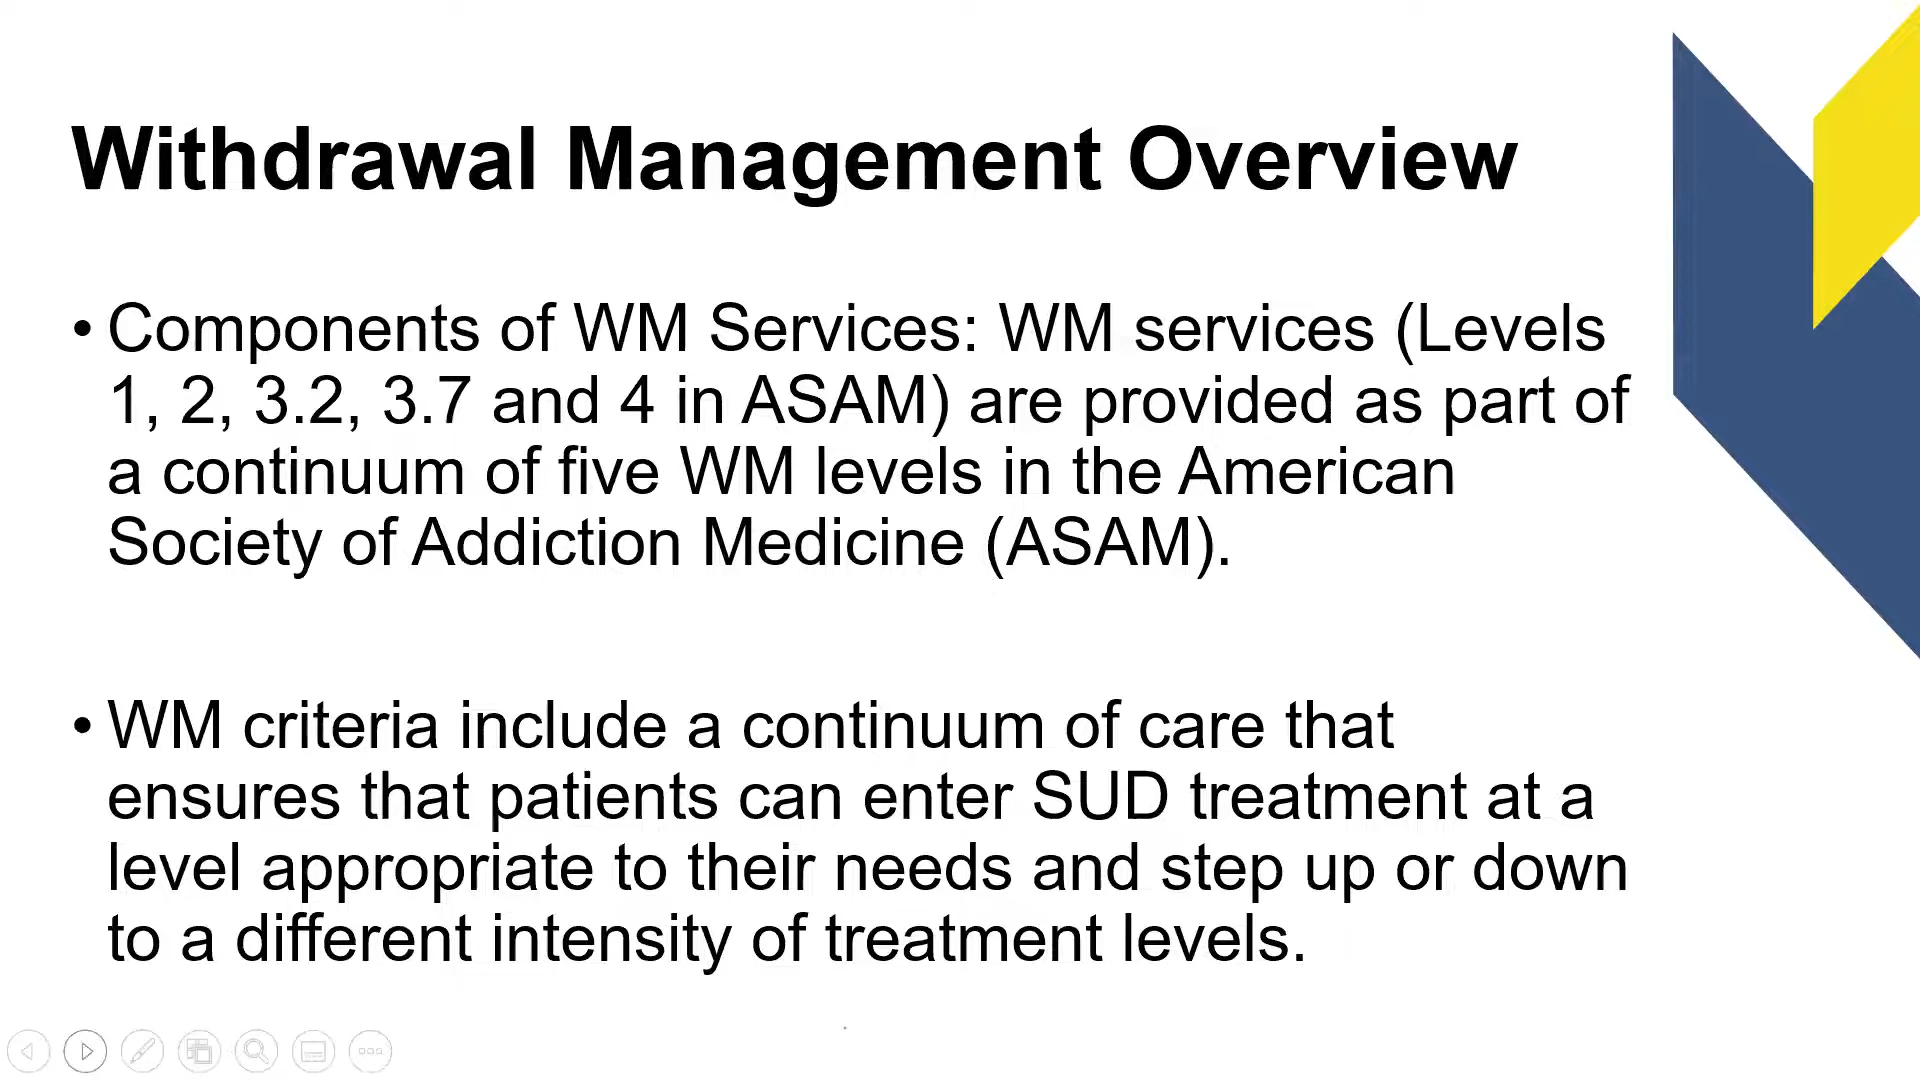 Withdrawal Management Overview
• Components of WM Services: WM services (Levels
1, 2, 3.2, 3.7 and 4 in ASAM) are provided as part of
a continuum of five WM levels in the American
Society of Addiction Medicine (ASAM).
• WM criteria include a continuum of care that
ensures that patients can enter SUD treatment at a
level appropriate to their needs and step up or down
to a different intensity of treatment levels.